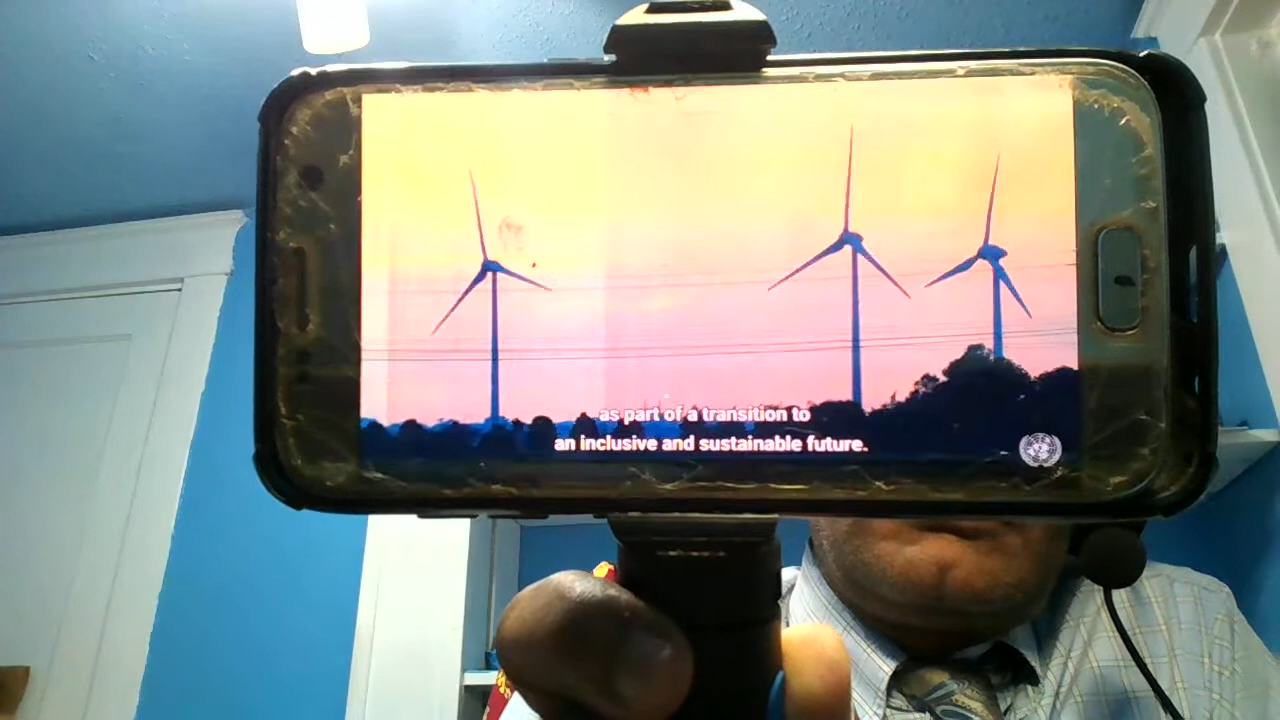 as part of a transition to
an inclusive and sustainable future.